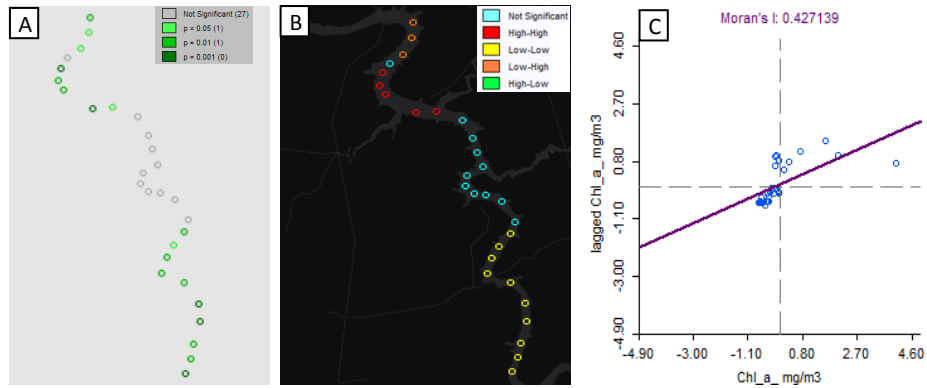 A
Not Significant (27)
p = 0.05 (1)
p = 0.01 (1)
p = 0.001 (0)
B
Not Significant
High-High
Low-Low
Low-High
High-Low
C
Moran's I: 0.427139
lagged Chl_a_ mg/m3
4.60
2.70
0.80
-1.10
-3.00
-4.90
-4.90
-3.00
-1.10
0.80
2.70
4.60
Chl_a_ mg/m3